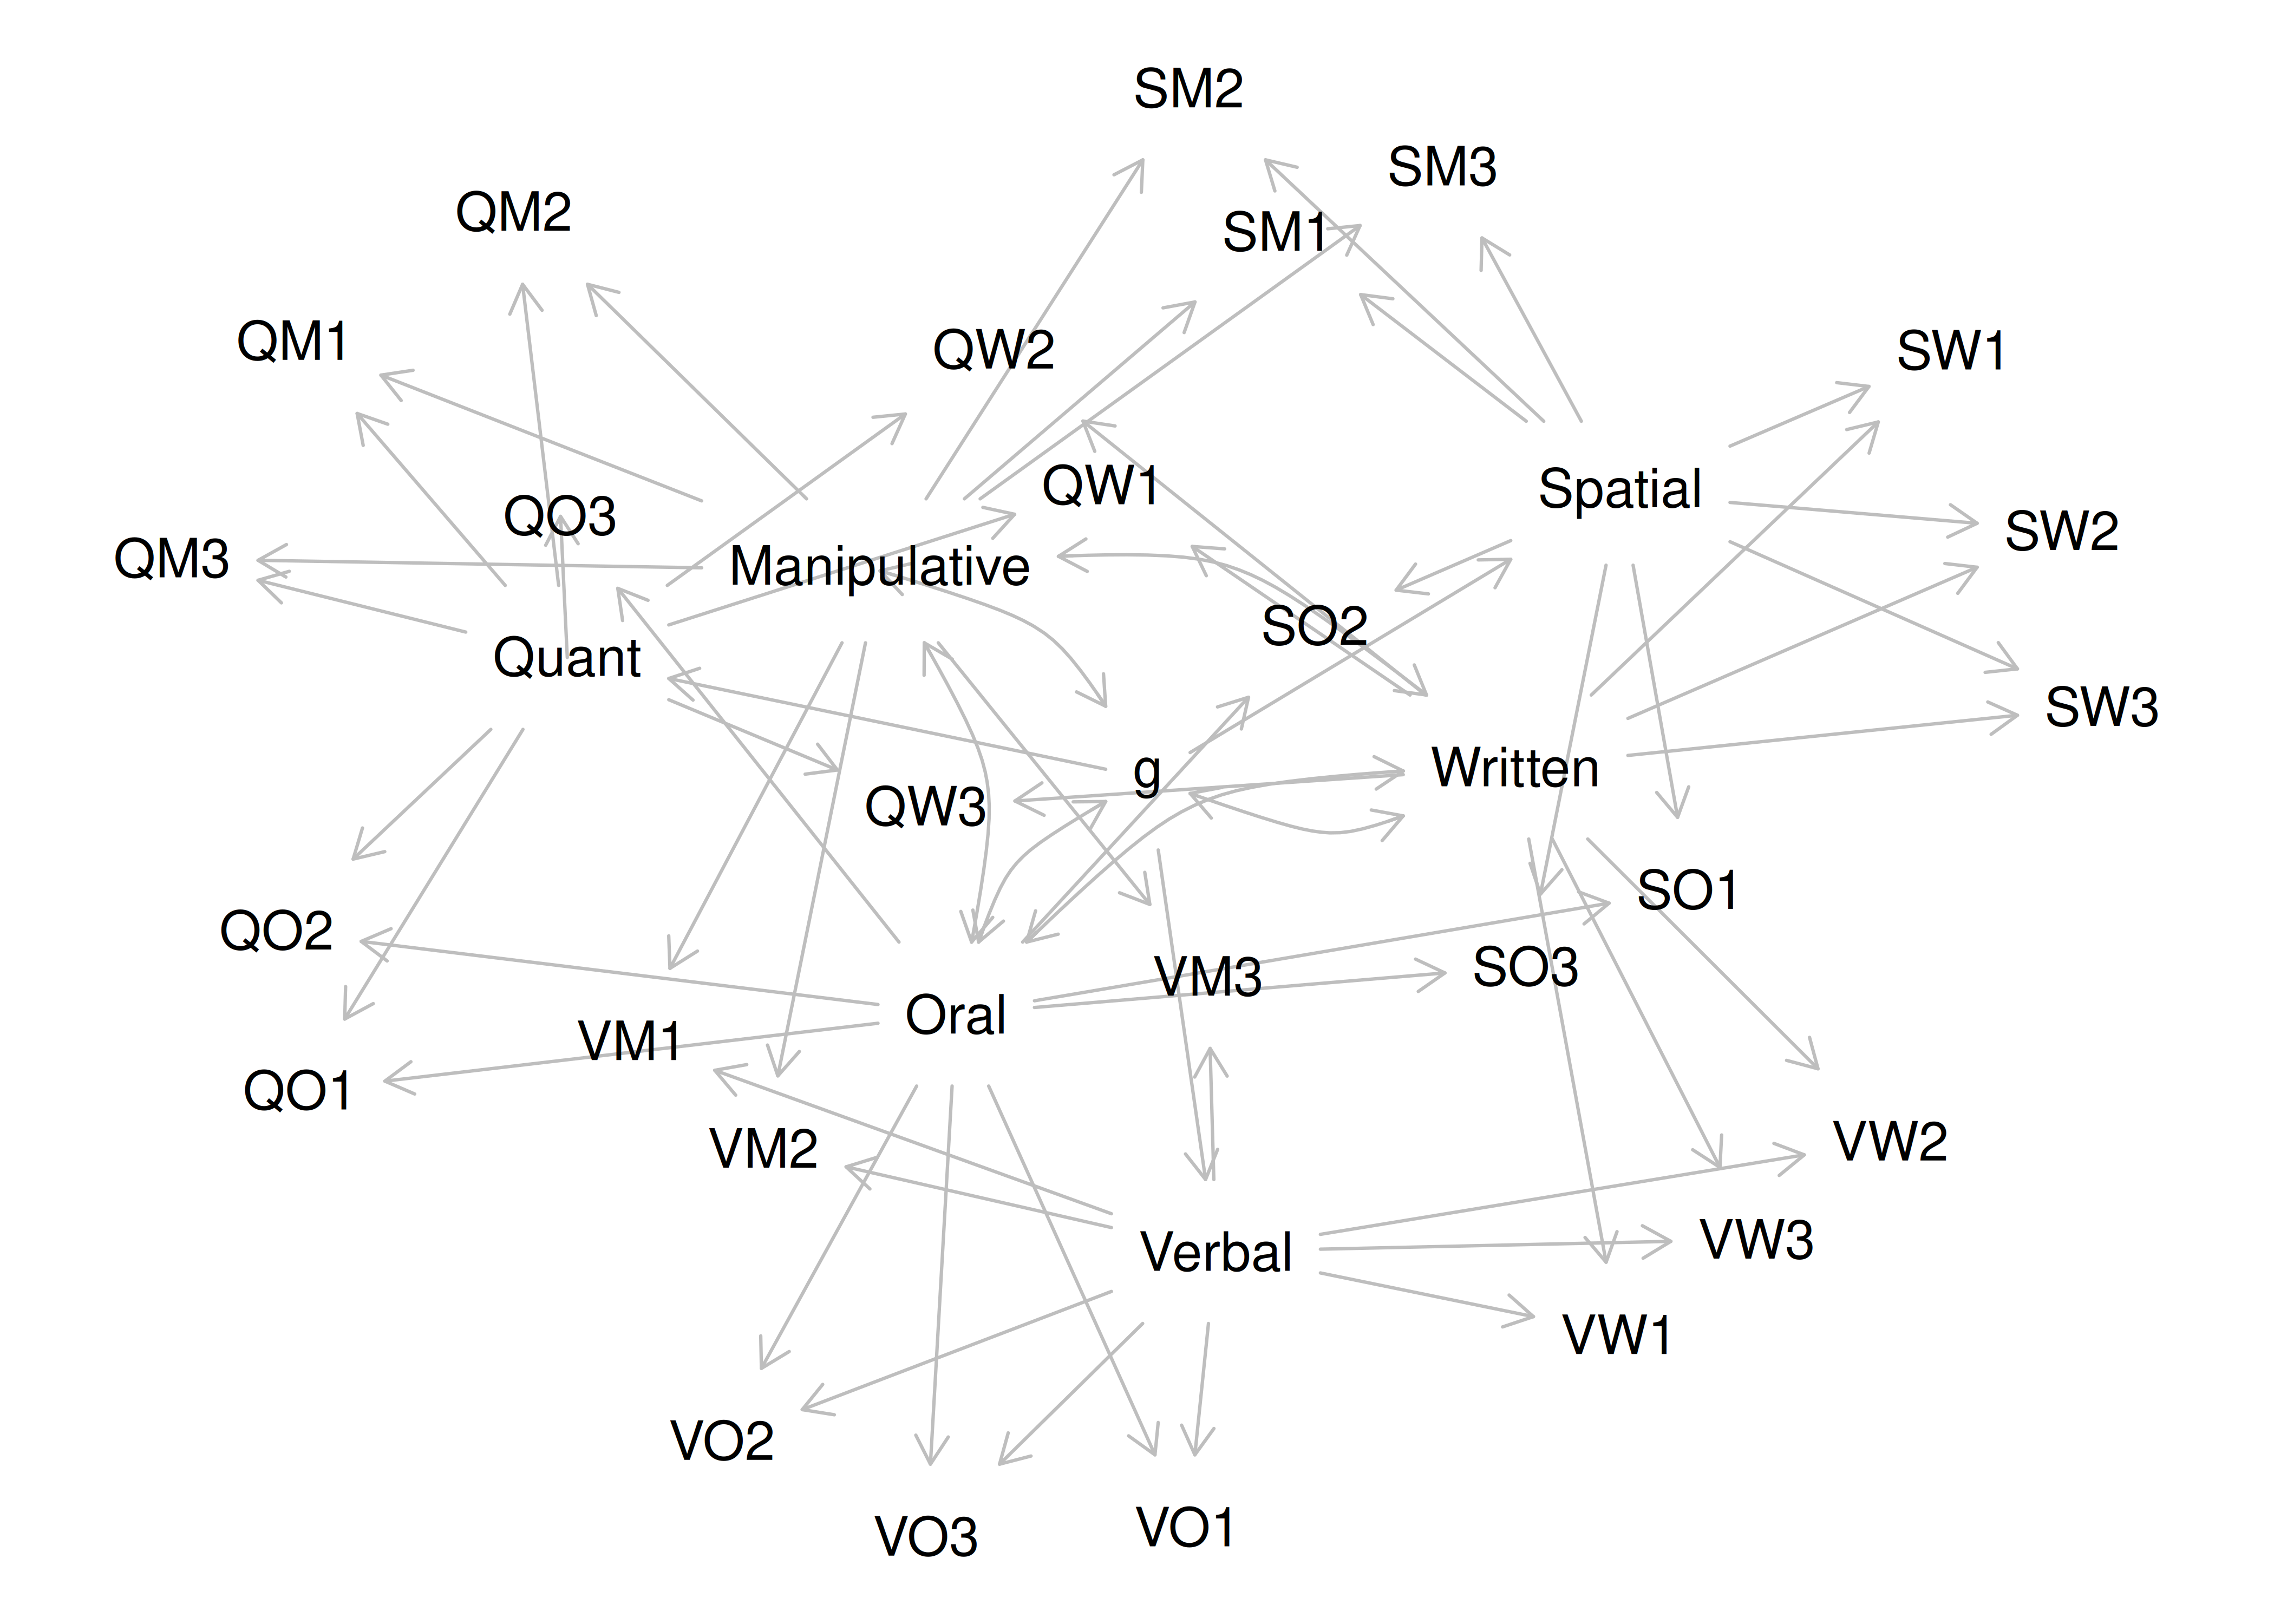 SM2
SM3
QM2
SM1
QM1
QW2
SW1
QW1
Spatial
QO3
SW2
QM3
Manipulative
SO2
Quant
SW3
g
Written
QW3
SO1
QO2
SO3
VM3
Oral
VM1
QO1
VW2
VM2
VW3
Verbal
VW1
VO2
VO1
VO3